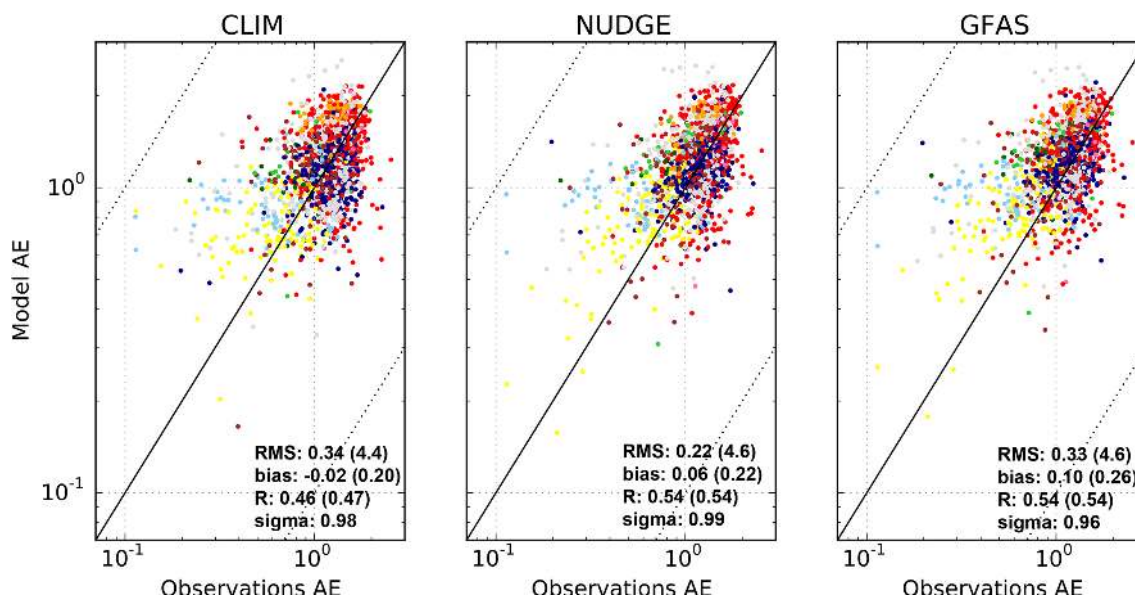 CLIM
NUDGE
GFAS
Model AE
10⁰
10⁻¹
RMS: 0.34 (4.4)
bias: -0.02 (0.20)
R: 0.46 (0.47)
sigma: 0.98
RMS: 0.22 (4.6)
bias: 0.06 (0.22)
R: 0.54 (0.54)
sigma: 0.99
RMS: 0.33 (4.6)
bias: 0.10 (0.26)
R: 0.54 (0.54)
sigma: 0.96
10⁻¹ 10⁰
10⁻¹ 10⁰
10⁻¹ 10⁰
Observations AE
Observations AE
Observations AE